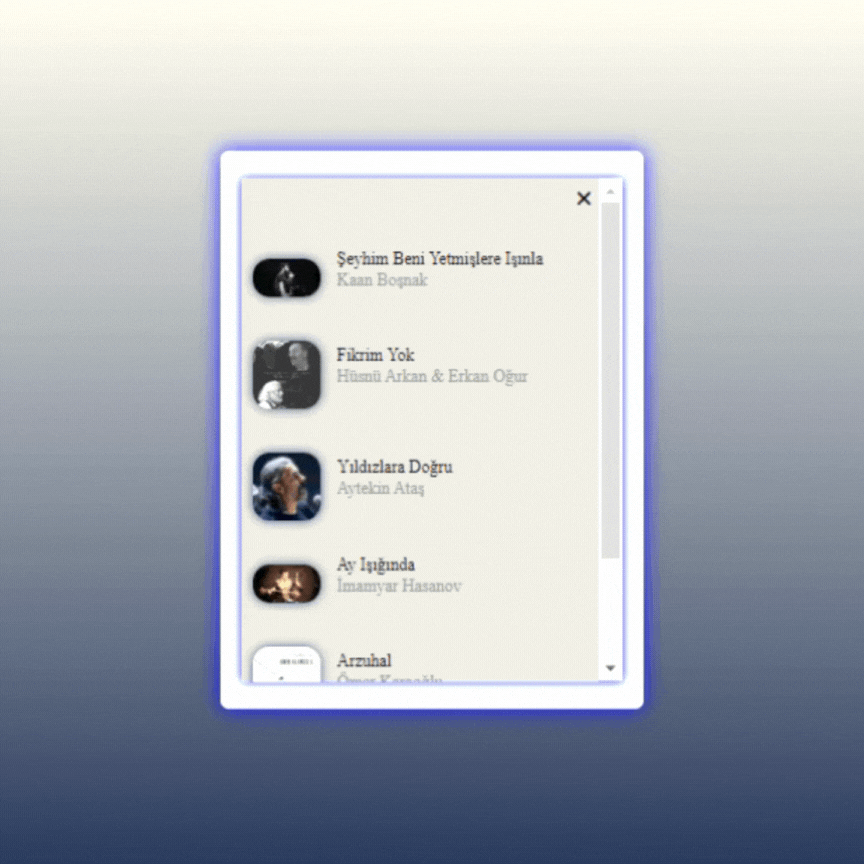 Şeyhim Beni Yetmişlere Işınla
Kaan Boşnak
Fikrim Yok
Hüsnü Arkan & Erkan Oğur
Yıldızlara Doğru
Aytekin Ataş
Ay Işığında
İmamyar Hasanov
Arzuhal